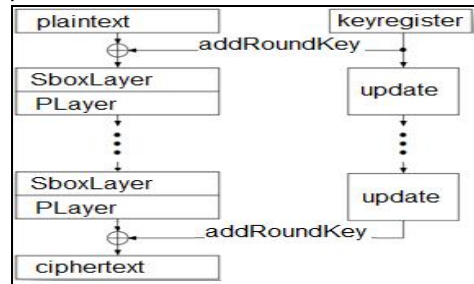 plaintext
keyregister
addRoundKey
SboxLayer
PLayer
update
SboxLayer
PLayer
update
addRoundKey
ciphertext